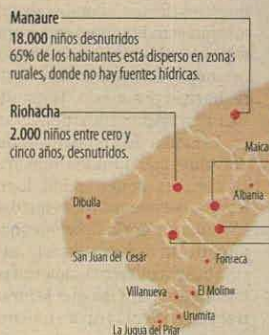 Manaure
18.000 niños desnutridos
65% de los habitantes está disperso en zonas
rurales, donde no hay fuentes hídricas.
Riohacha
2.000 niños entre cero y
cinco años, desnutridos.
Maica
Dibulla
Albania
San Juan del Cesar
Fonseca
Villanueva
El Molino
Urumita
La Jugua del Pilar